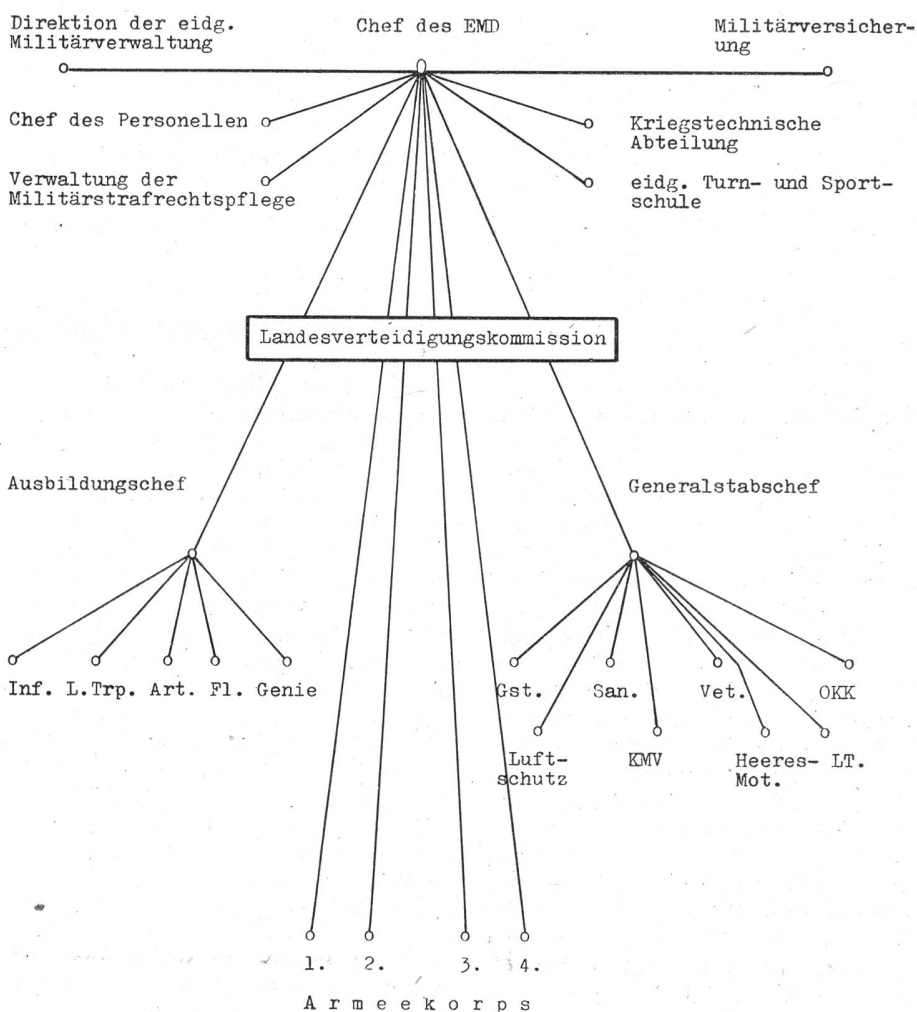 Direktion der eidg.
Militärverwaltung
Chef des EMD
Militärversicher-
ung
Chef des Personellen
Kriegstechnische
Abteilung
Verwaltung der
Militärstrafrechtspflege
eidg. Turn- und Sport-
schule
Landesverteidigungskommission
Ausbildungschef
Generalstabschef
Inf. L.Trp. Art. Fl. Genie
Gst. San. Vet. OKK
Luft-
schutz
KMV
Heeres-
Mot.
LT.
1. 2. 3. 4.
A r m e e k o r p s